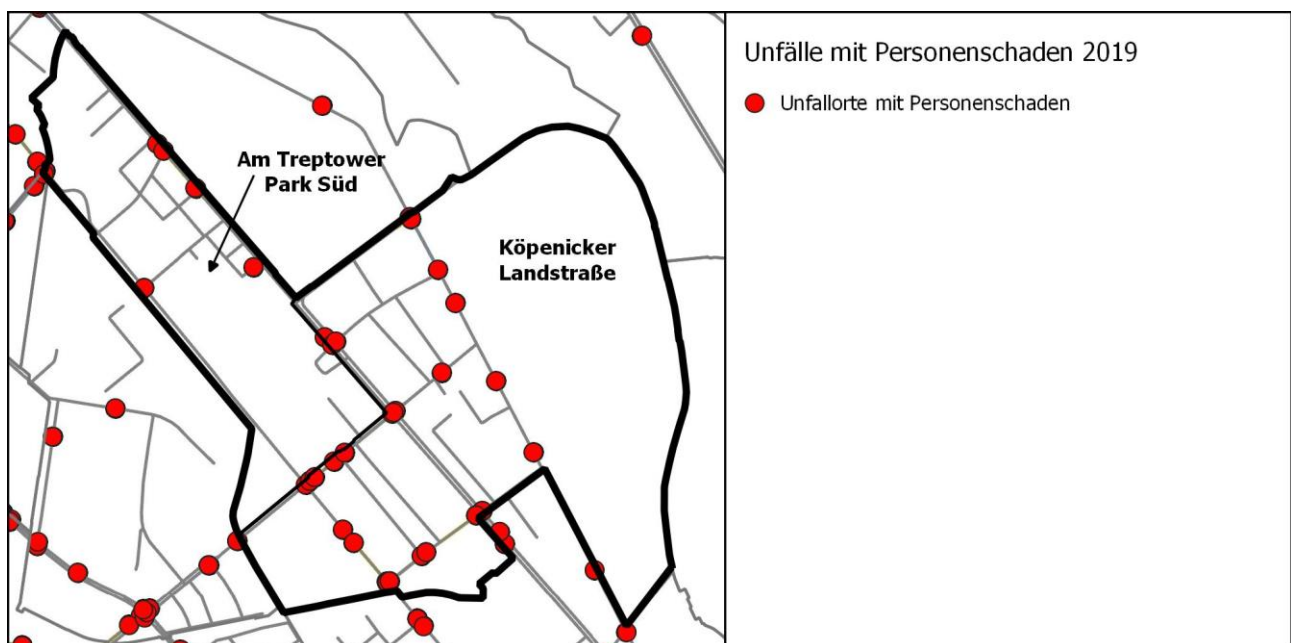 Unfälle mit Personenschaden 2019
Unfallorte mit Personenschaden
Am Treptower
Park Süd
Köpenicker
Landstraße